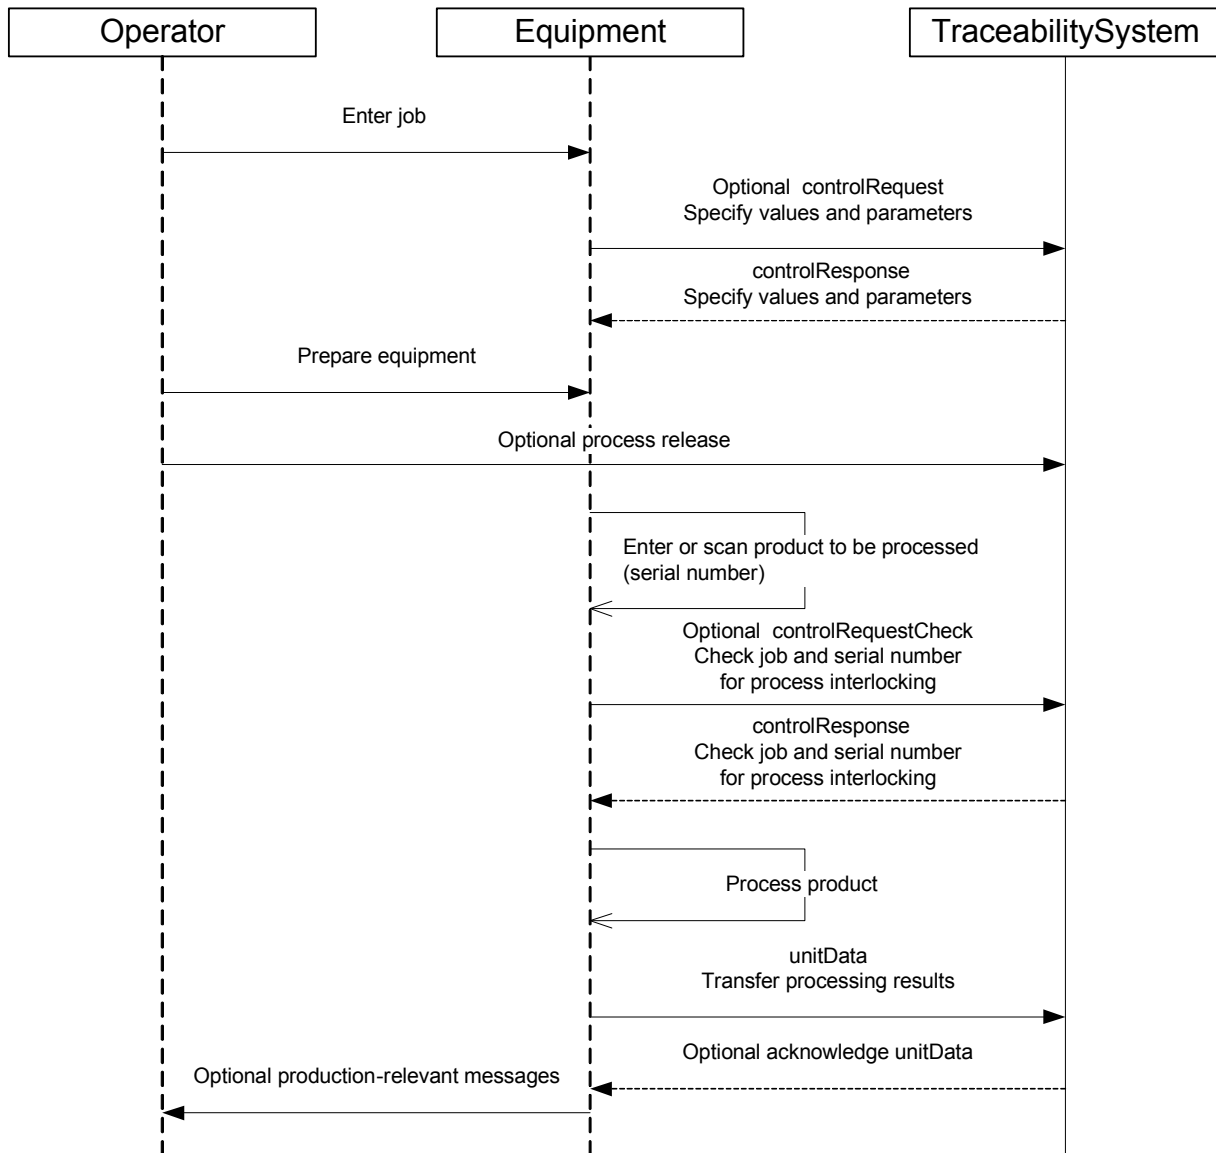 Operator
Equipment
TraceabilitySystem
Enter job
Optional controlRequest
Specify values and parameters
controlResponse
Specify values and parameters
Prepare equipment
Optional process release
Enter or scan product to be processed
(serial number)
Optional controlRequestCheck
Check job and serial number
for process interlocking
controlResponse
Check job and serial number
for process interlocking
Process product
unitData
Transfer processing results
Optional acknowledge unitData
Optional production-relevant messages